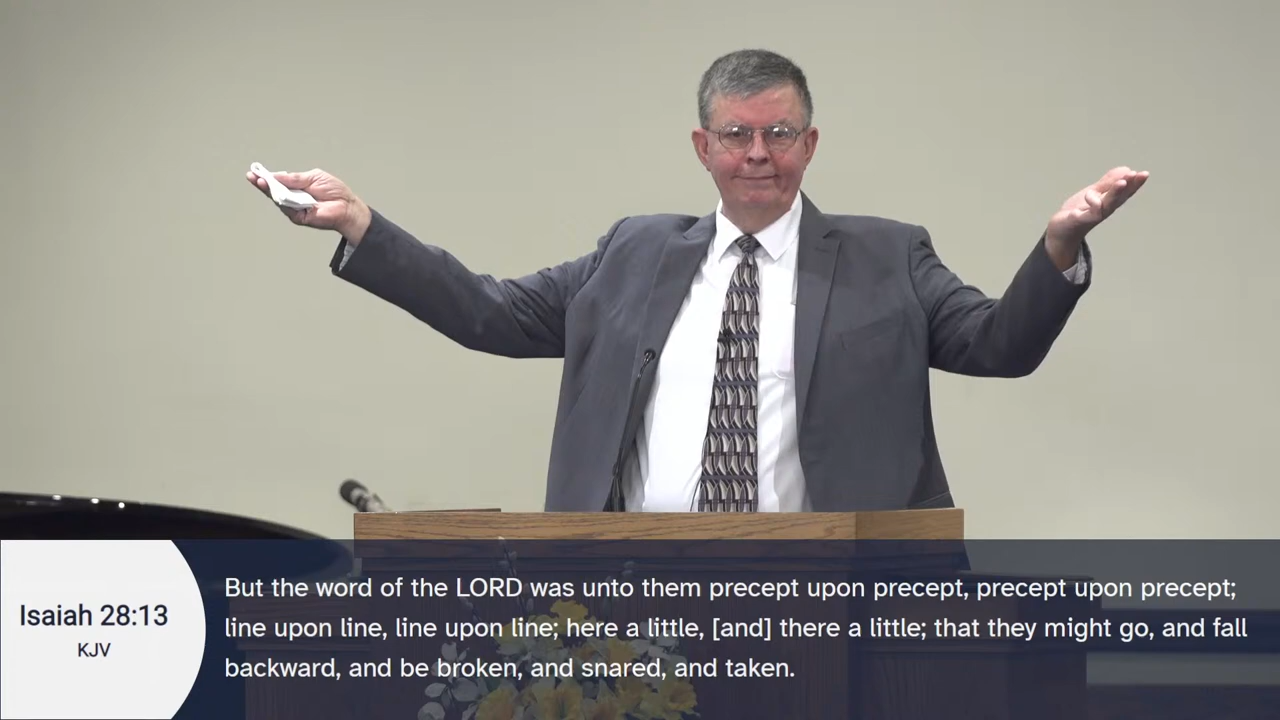 Isaiah 28:13
KJV
But the word of the LORD was unto them precept upon precept, precept upon precept;
line upon line, line upon line; here a little, [and] there a little; that they might go, and fall
backward, and be broken, and snared, and taken.